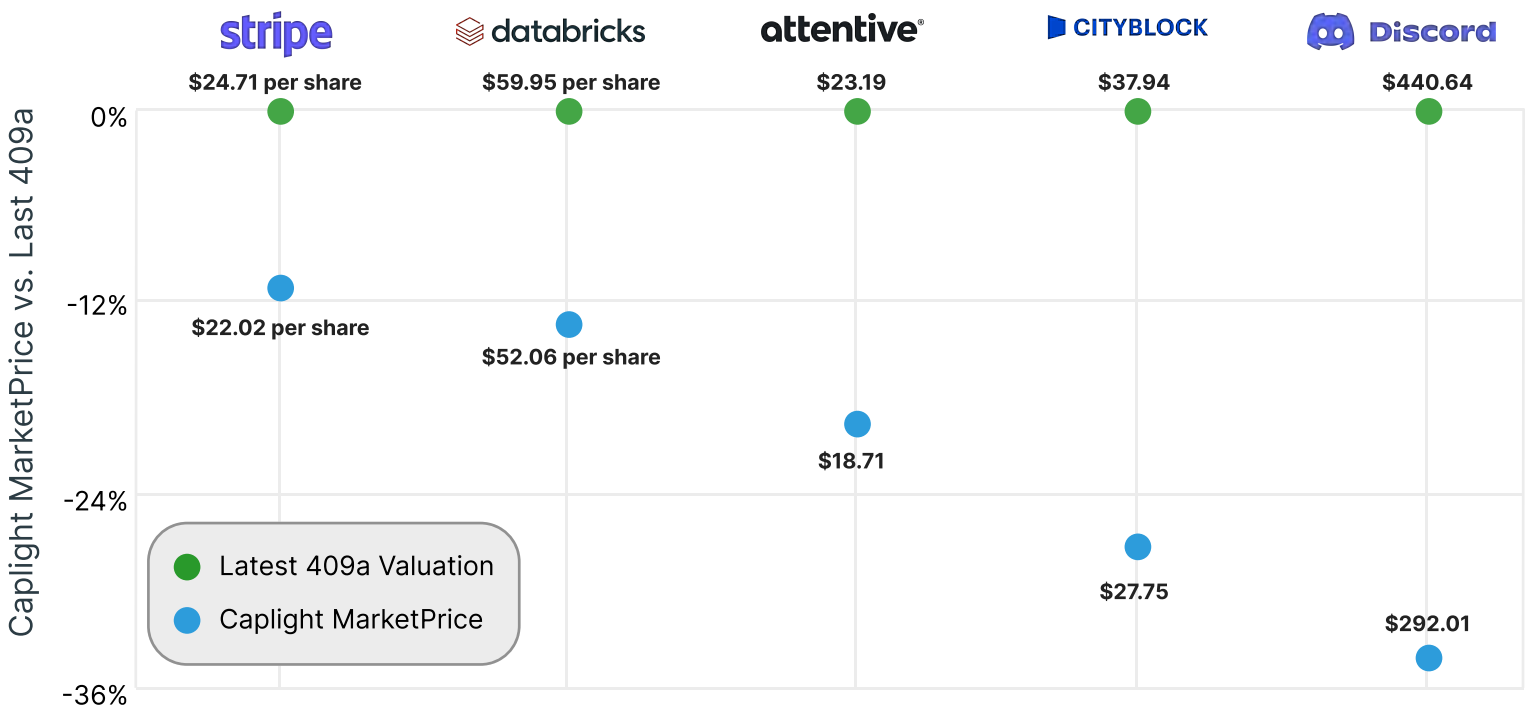 stripe
databricks
attentive®
CITYBLOCK
Discord
$24.71 per share
$59.95 per share
$23.19
$37.94
$440.64
Caplight MarketPrice vs. Last 409a
0%
-12%
-24%
-36%
$22.02 per share
$52.06 per share
$18.71
$27.75
$292.01
Latest 409a Valuation
Caplight MarketPrice